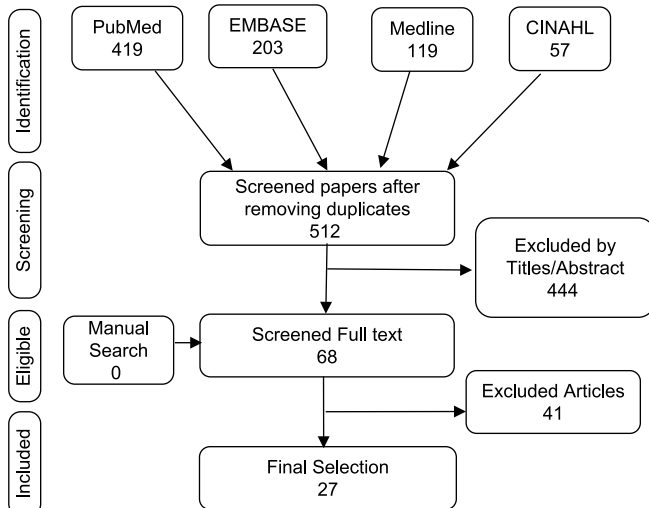 Identification
PubMed
419
EMBASE
203
Medline
119
CINAHL
57
Screening
Screened papers after
removing duplicates
512
Excluded by
Titles/Abstract
444
Eligible
Manual
Search
0
Screened Full text
68
Excluded Articles
41
Included
Final Selection
27